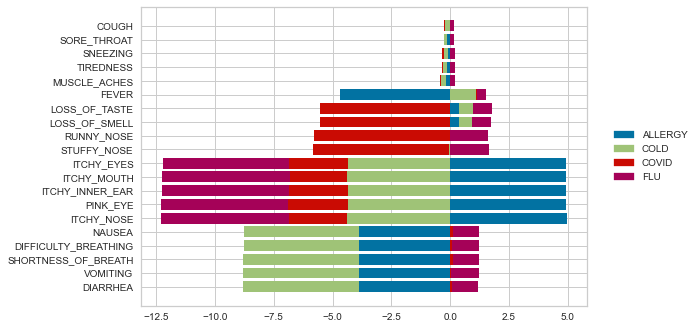 COUGH
SORE_THROAT
SNEEZING
TIREDNESS
MUSCLE_ACHES
FEVER
LOSS_OF_TASTE
LOSS_OF_SMELL
RUNNY_NOSE
STUFFY_NOSE
ITCHY_EYES
ITCHY_MOUTH
ITCHY_INNER_EAR
PINK_EYE
ITCHY_NOSE
NAUSEA
DIFFICULTY_BREATHING
SHORTNESS_OF_BREATH
VOMITING
DIARRHEA
−12.5 −10.0 −7.5 −5.0 −2.5 0.0 2.5 5.0
ALLERGY
COLD
COVID
FLU